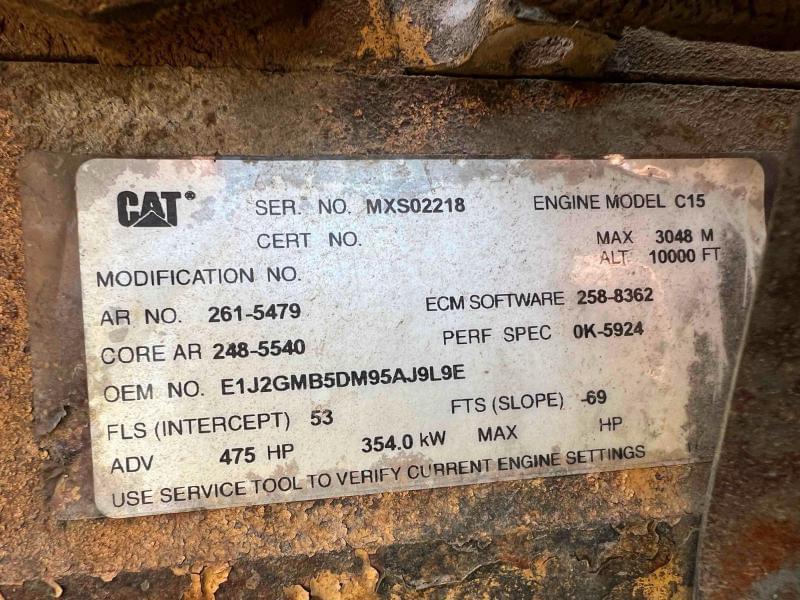 CAT® SER. NO. MXS02218 ENGINE MODEL C15
CERT NO. MAX 3048 M
ALT. 10000 FT
MODIFICATION NO.
AR NO. 261-5479 ECM SOFTWARE 258-8362
CORE AR 248-5540 PERF SPEC 0K-5924
OEM NO. E1J2GMB5DM95AJ9L9E
FLS (INTERCEPT) 53 FTS (SLOPE) -69
ADV 475 HP 354.0 kW MAX HP
USE SERVICE TOOL TO VERIFY CURRENT ENGINE SETTINGS